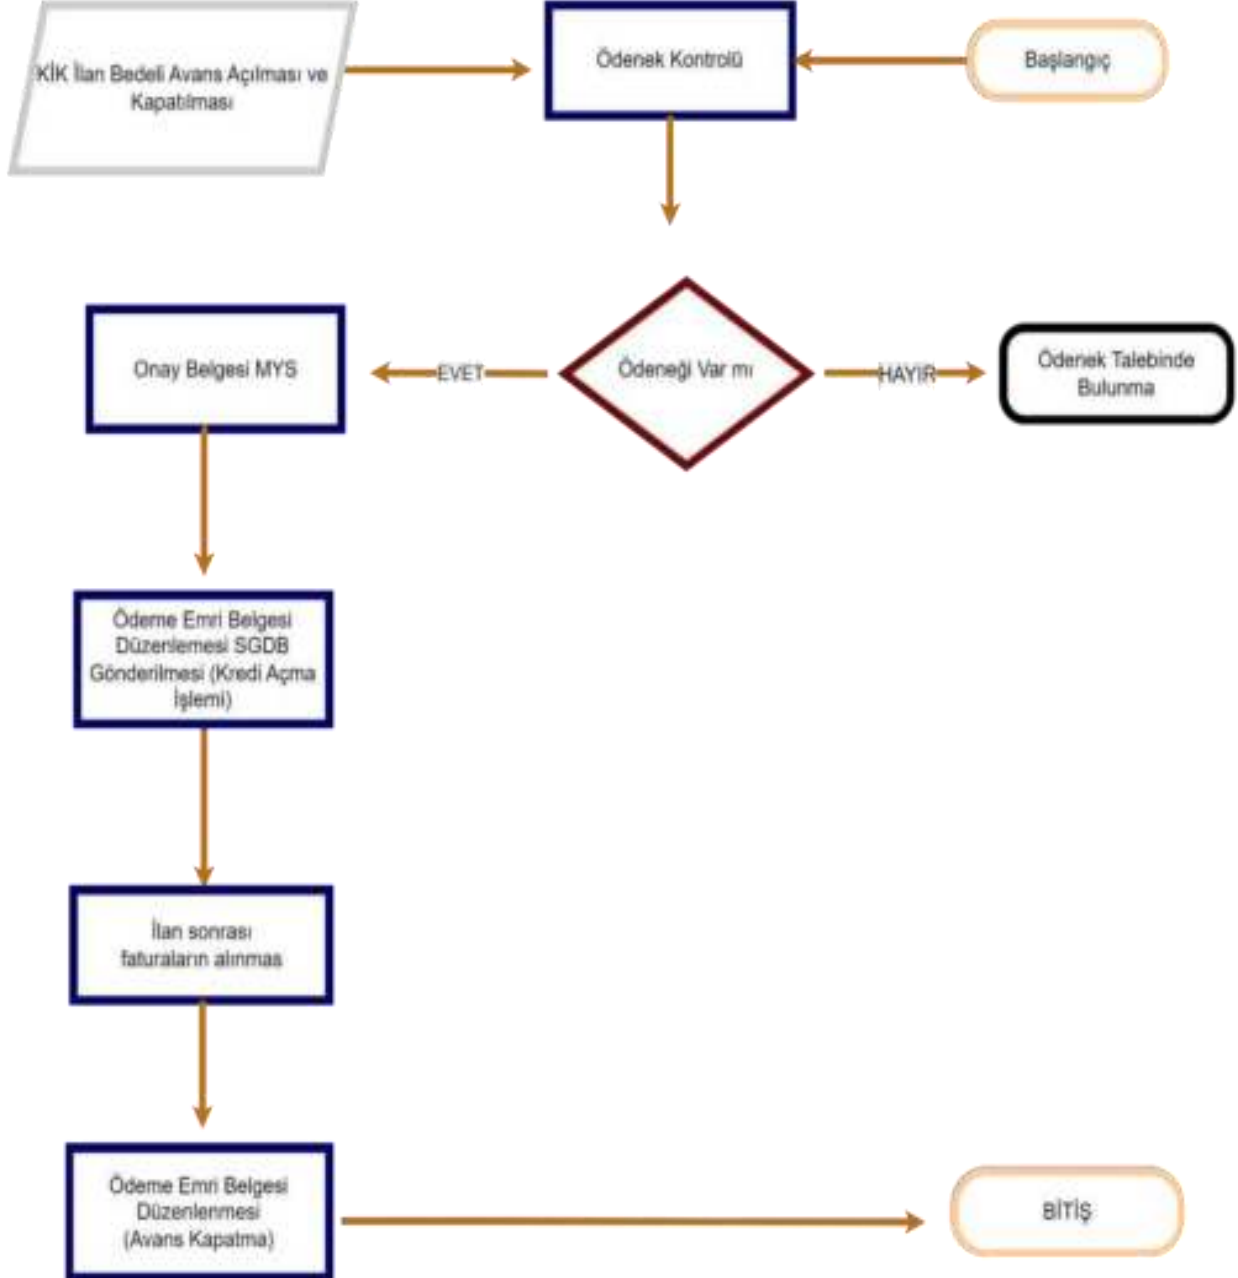 KİK İlan Bedeli Avans Açılması ve
Kapatılması
Ödenek Kontrolü
Başlangıç
Onay Belgesi MYS
EVET
Ödeneği Var mı
HAYIR
Ödenek Talebinde
Bulunma
Ödeme Emri Belgesi
Düzenlemesi SGDB
Gönderilmesi (Kredi Açma
İşlemi)
İlan sonrası
faturaların alınmas
Ödeme Emri Belgesi
Düzenlenmesi
(Avans Kapatma)
BİTİŞ